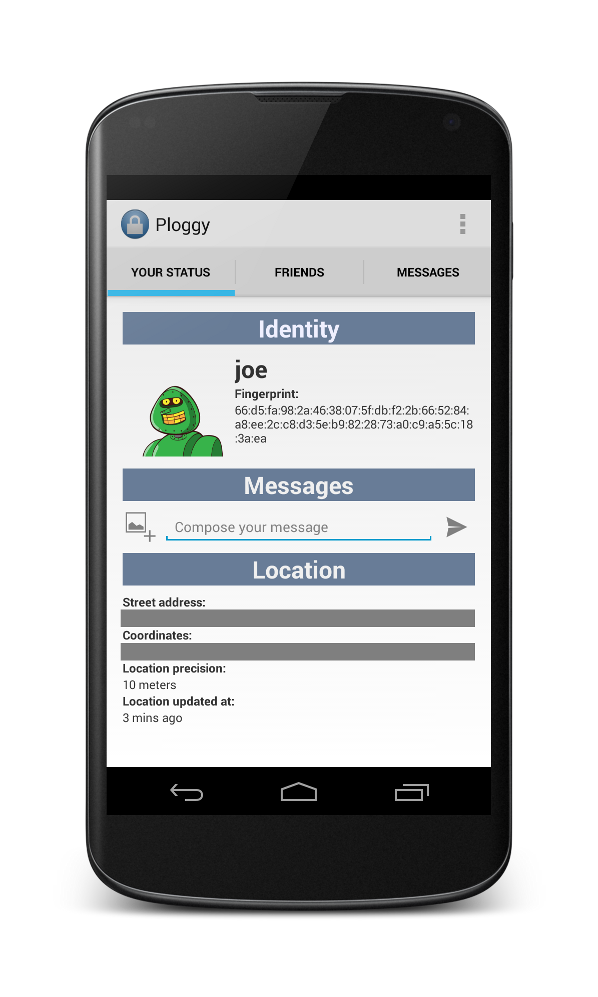 Ploggy
YOUR STATUS
FRIENDS
MESSAGES
Identity
joe
Fingerprint:
66:d5:fa:98:2a:46:38:07:5f:db:f2:2b:66:52:84:
a8:ee:2c:c8:d3:5e:b9:82:28:73:a0:c9:a5:5c:18
:3a:ea
Messages
Compose your message
Location
Street address:
Coordinates:
Location precision:
10 meters
Location updated at:
3 mins ago